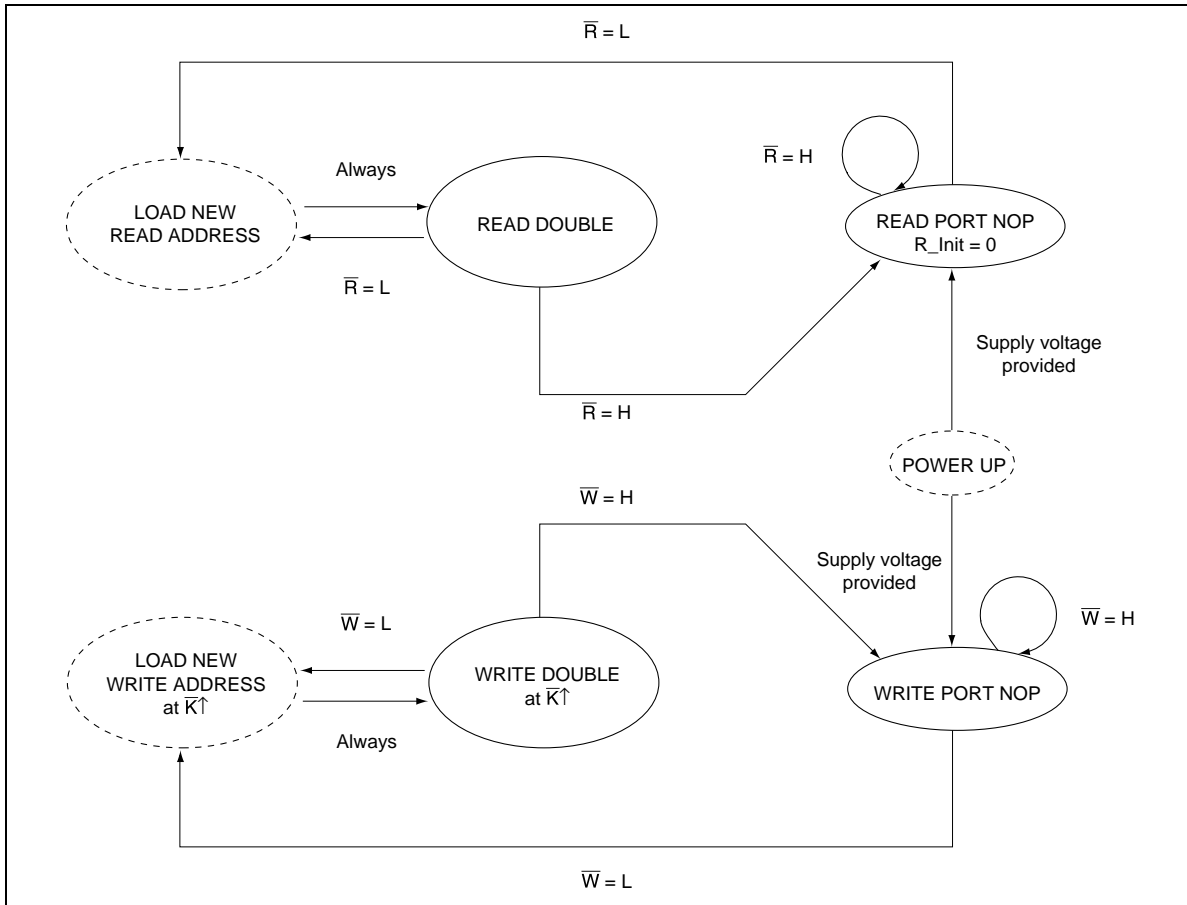 R̅ = L
Always
R̅ = H
LOAD NEW
READ ADDRESS
READ DOUBLE
READ PORT NOP
R_Init = 0
R̅ = L
R̅ = H
Supply voltage
provided
POWER UP
W̅ = H
Supply voltage
provided
W̅ = L
W̅ = H
LOAD NEW
WRITE ADDRESS
at K̅↑
WRITE DOUBLE
at K̅↑
WRITE PORT NOP
Always
W̅ = L